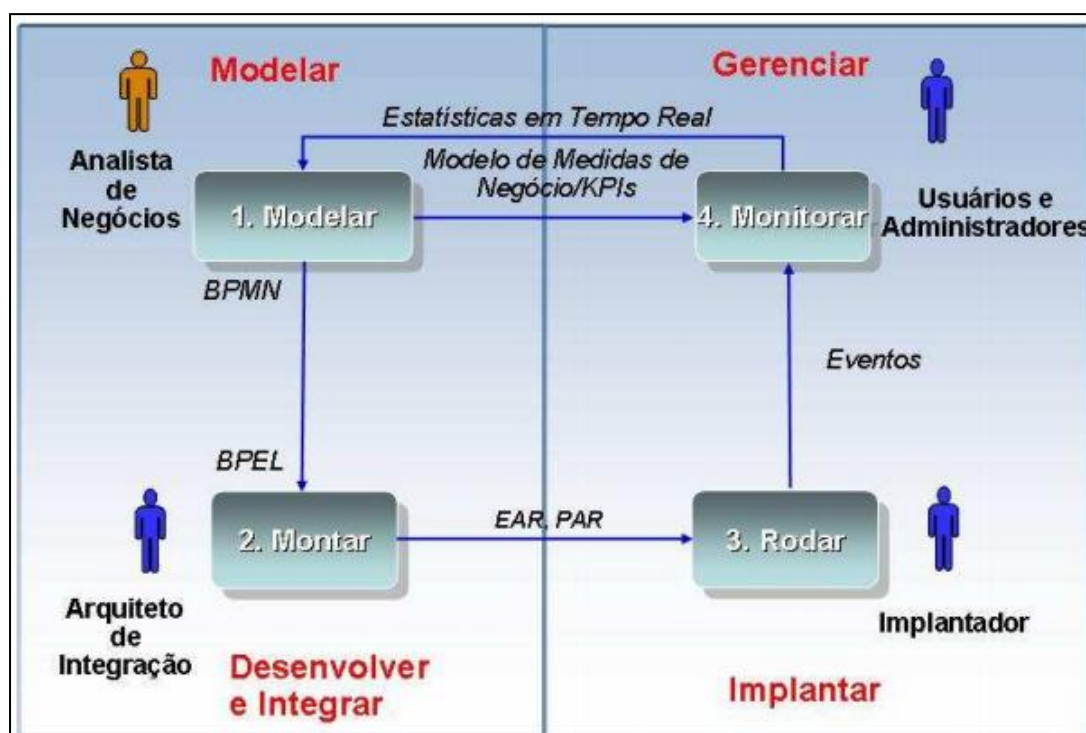 Modelar
Gerenciar
Estatísticas em Tempo Real
Analista
de
Negócios
Modelo de Medidas de
Negócio/KPIs
1. Modelar
4. Monitorar
Usuários e
Administradores
BPMN
Eventos
BPEL
2. Montar
EAR, PAR
3. Rodar
Arquiteto
de
Integração
Implantador
Desenvolver
e Integrar
Implantar